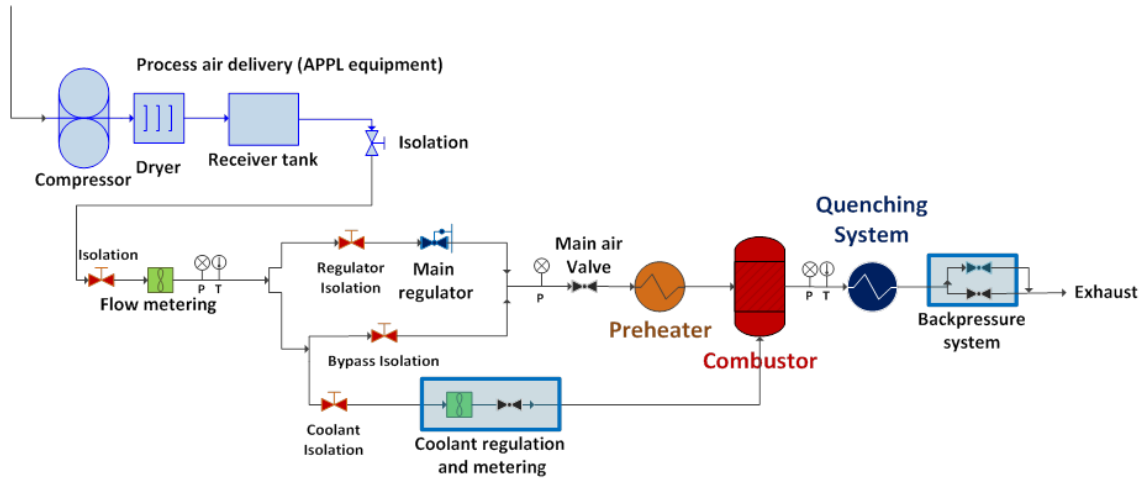 Process air delivery (APPL equipment)
Compressor
Dryer
Receiver tank
Isolation
Isolation
P T
Flow metering
Regulator
Isolation
Main
regulator
Bypass Isolation
P
Main air
Valve
Preheater
Combustor
P T
Quenching
System
Backpressure
system
Exhaust
Coolant
Isolation
Coolant regulation
and metering